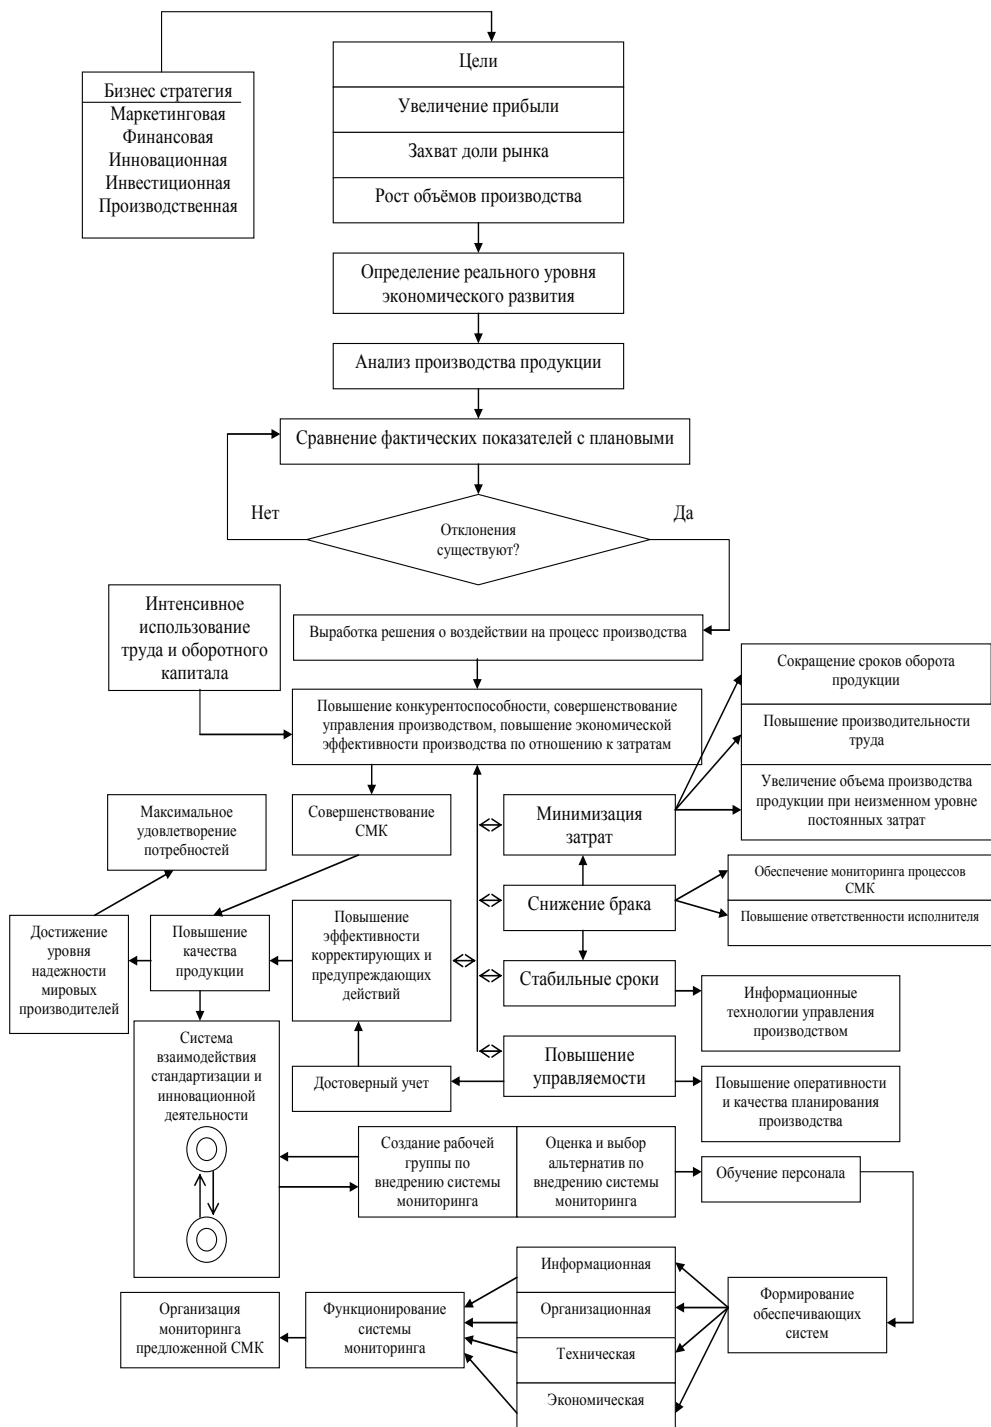 Бизнес стратегия
Маркетинговая
Финансовая
Инновационная
Инвестиционная
Производственная
Цели
Увеличение прибыли
Захват доли рынка
Рост объёмов производства
Определение реального уровня
экономического развития
Анализ производства продукции
Сравнение фактических показателей с плановыми
Нет
Отклонения
существуют?
Да
Интенсивное
использование
труда и оборотного
капитала
Выработка решения о воздействии на процесс производства
Повышение конкурентоспособности, совершенствование
управления производством, повышение экономической
эффективности производства по отношению к затратам
Сокращение сроков оборота
продукции
Повышение производительности
труда
Увеличение объема производства
продукции при неизменном уровне
постоянных затрат
Максимальное
удовлетворение
потребностей
Совершенствование
СМК
Минимизация
затрат
Снижение брака
Обеспечение мониторинга процессов
СМК
Повышение ответственности исполнителя
Достижение
уровня
надежности
мировых
производителей
Повышение
качества
продукции
Повышение
эффективности
корректирующих и
предупреждающих
действий
Стабильные сроки
Информационные
технологии управления
производством
Система
взаимодействия
стандартизации и
инновационной
деятельности
Достоверный учет
Повышение
управляемости
Повышение оперативности
и качества планирования
производства
Создание рабочей
группы по
внедрению системы
мониторинга
Оценка и выбор
альтернатив по
внедрению системы
мониторинга
Обучение персонала
Организация
мониторинга
предложенной СМК
Функционирование
системы
мониторинга
Информационная
Организационная
Техническая
Экономическая
Формирование
обеспечивающих
систем